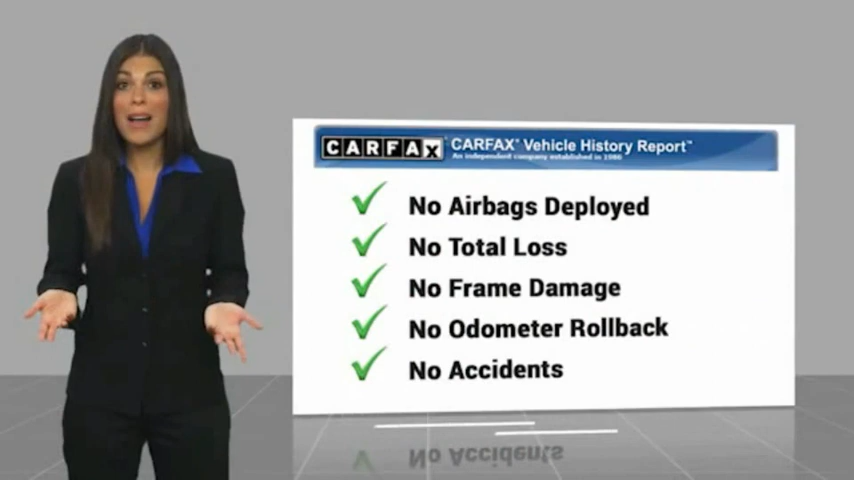 CARFAX CARFAX® Vehicle History Report™
An independent company established in 1986
No Airbags Deployed
No Total Loss
No Frame Damage
No Odometer Rollback
No Accidents
No Accidents